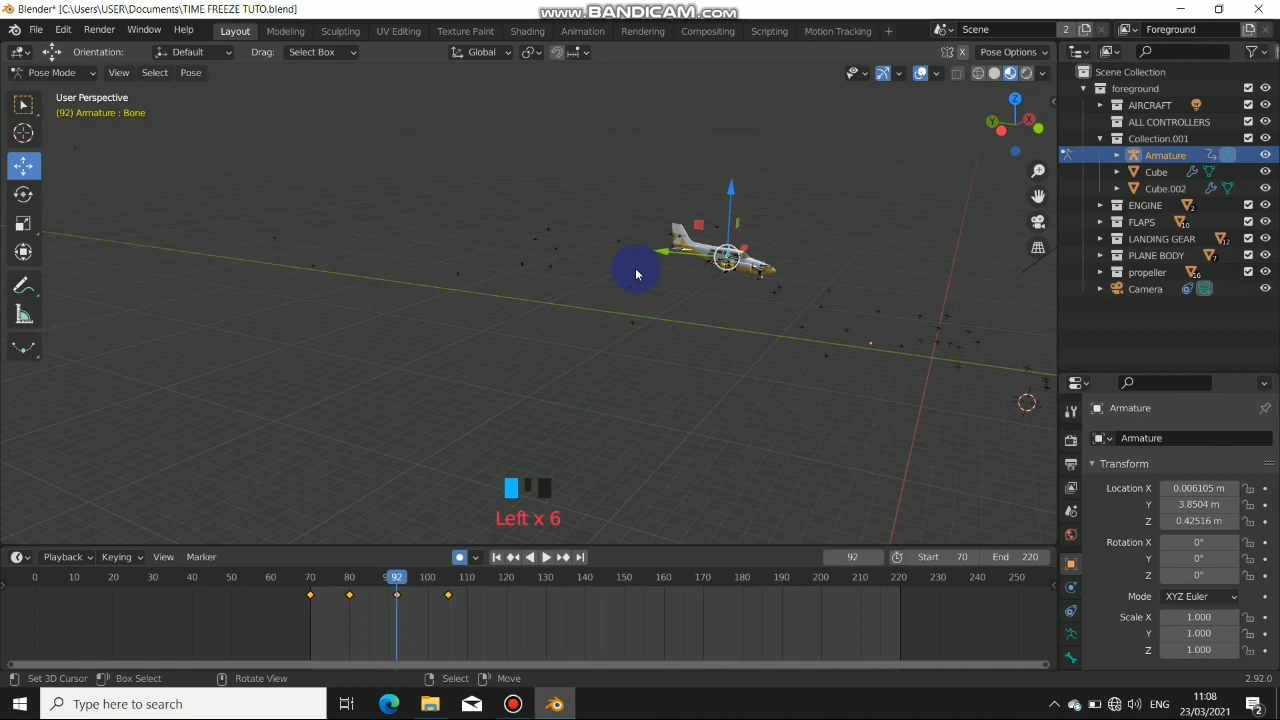 Blender* [C:\Users\USER\Documents\TIME FREEZE TUTO.blend]
www.BANDICAM.com
File Edit Render Window Help
Layout Modeling Sculpting UV Editing Texture Paint Shading Animation Rendering Compositing Scripting Motion Tracking +
Scene 2
Foreground
Orientation: Default Drag: Select Box
Global
X Pose Options
Pose Mode View Select Pose
User Perspective
(92) Armature : Bone
Z
Y
X
Scene Collection
foreground
AIRCRAFT
ALL CONTROLLERS
Collection.001
Armature
Cube
Cube.002
ENGINE 2
FLAPS 10
LANDING GEAR 12
PLANE BODY 7
propeller 16
Camera
Left x 6
Armature
Armature
Transform
Location X 0.006105 m
Y 3.8504 m
Z 0.42516 m
Rotation X 0°
Y 0°
Z 0°
Mode XYZ Euler
Scale X 1.000
Y 1.000
Z 1.000
Playback Keying View Marker
92 Start 70 End 220
0 10 20 30 40 50 60 70 80 92 100 110 120 130 140 150 160 170 180 190 200 210 220 230 240 250
Set 3D Cursor Box Select Rotate View Select Move 2.92.0
Type here to search
ENG
11:08
23/03/2021
2